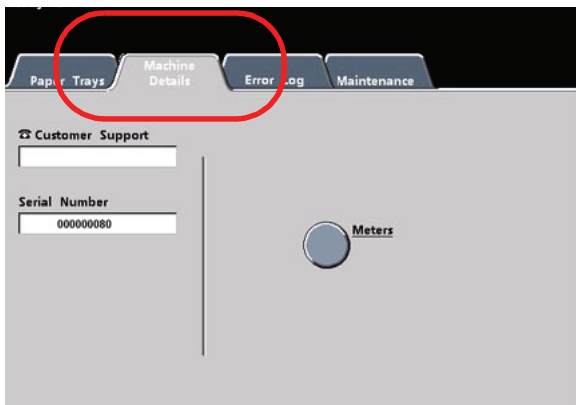 Paper Trays
Machine
Details
Error Log
Maintenance
☎ Customer Support
Serial Number
000000080
Meters